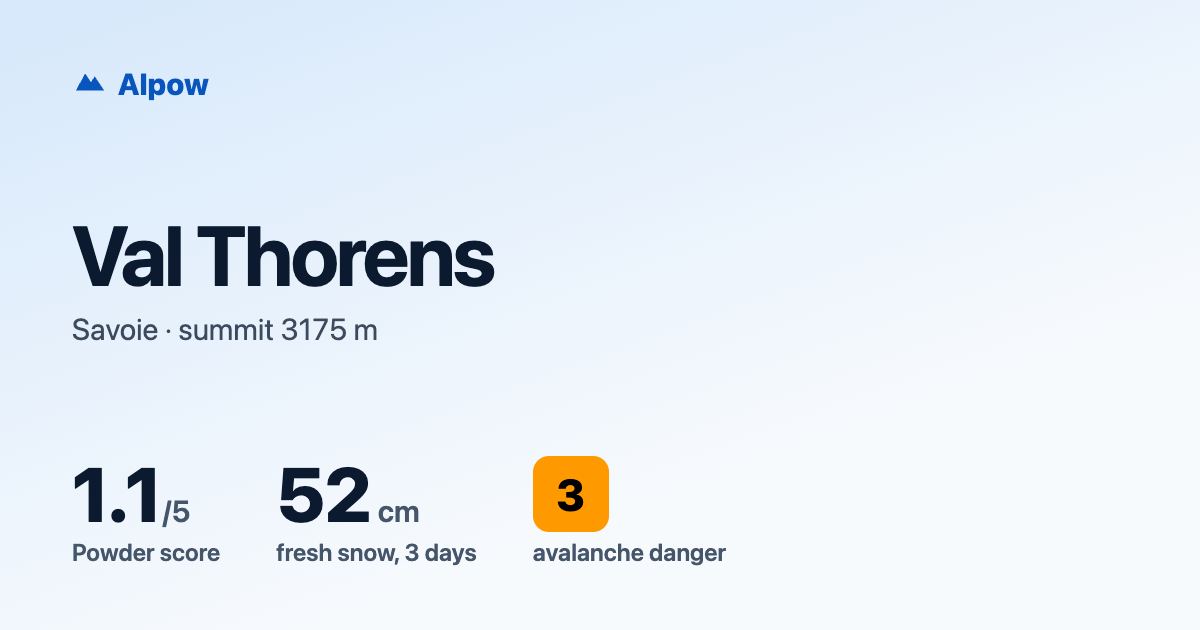 Alpow
Val Thorens
Savoie · summit 3175 m
1.1/5 52 cm 3
Powder score fresh snow, 3 days avalanche danger